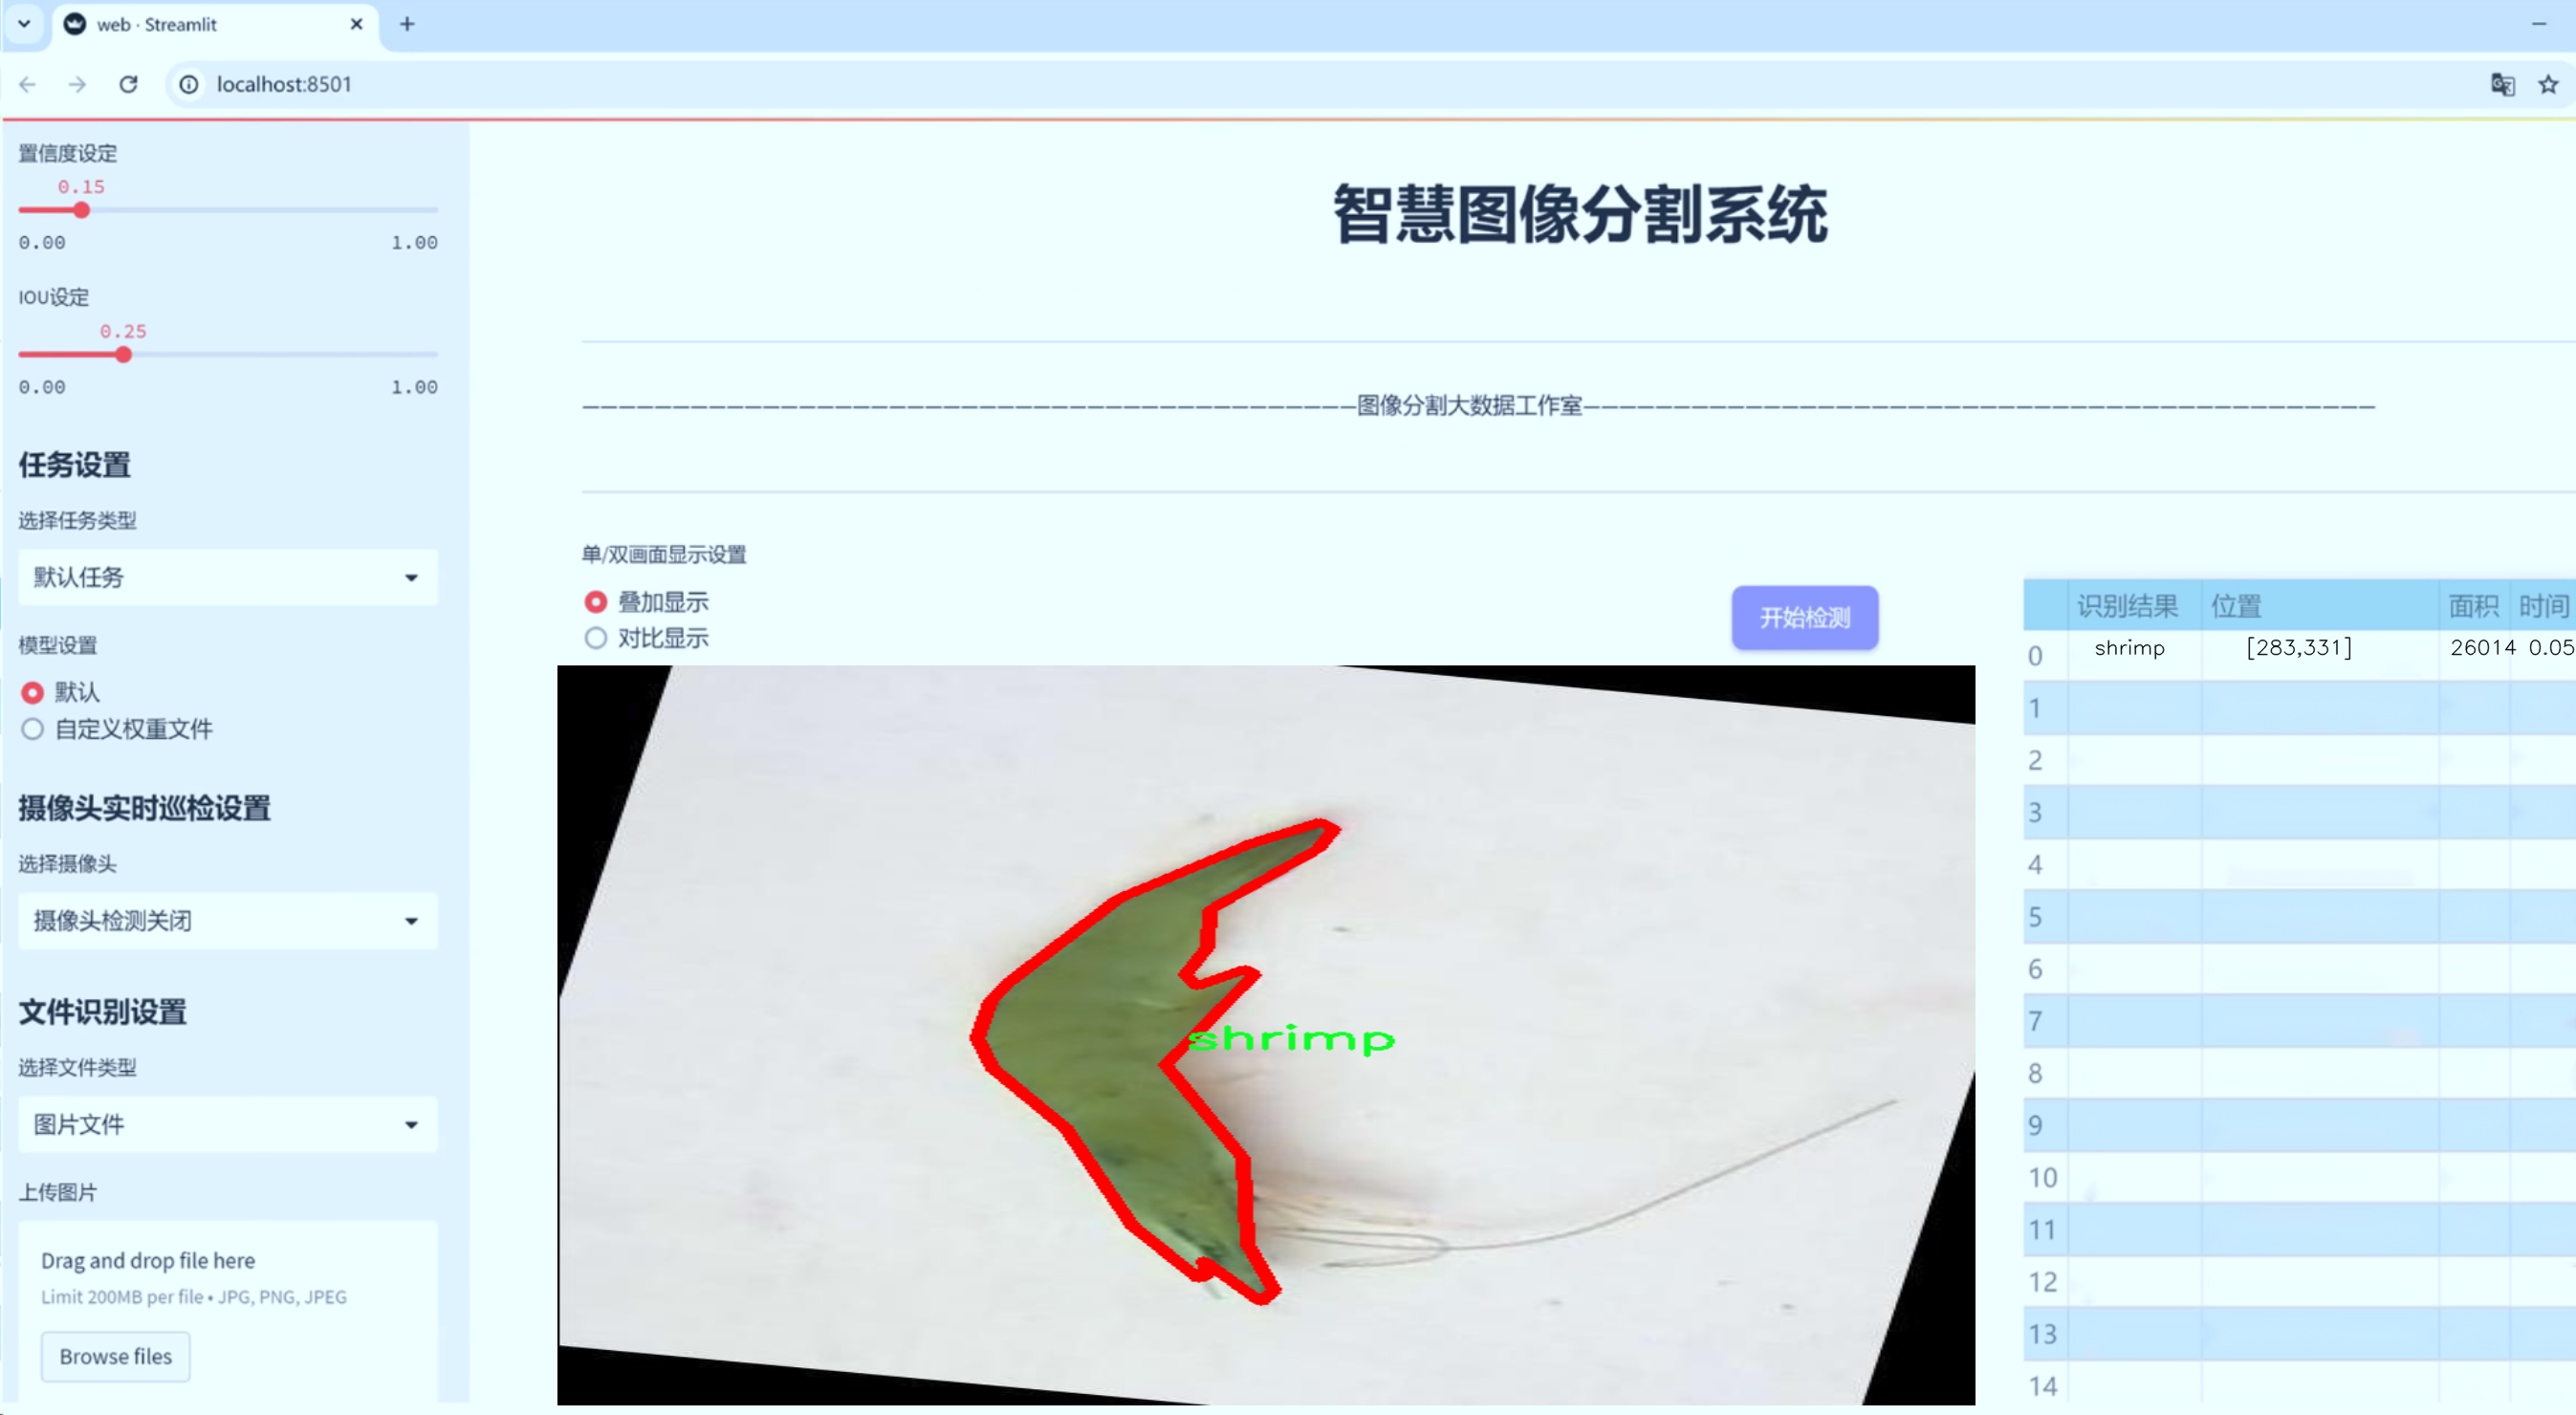 web · Streamlit
localhost:8501
置信度设定
0.15
0.00 1.00
IOU设定
0.25
0.00 1.00
任务设置
选择任务类型
默认任务
模型设置
默认
自定义权重文件
摄像头实时巡检设置
选择摄像头
摄像头检测关闭
文件识别设置
选择文件类型
图片文件
上传图片
Drag and drop file here
Limit 200MB per file • JPG, PNG, JPEG
Browse files
智慧图像分割系统
———————————————————————————————————————————图像分割大数据工作室————————————————————————————————————————————
单/双画面显示设置
叠加显示
对比显示
开始检测
shrimp
识别结果 位置 面积 时间
0 shrimp [283,331] 26014 0.05
1
2
3
4
5
6
7
8
9
10
11
12
13
14